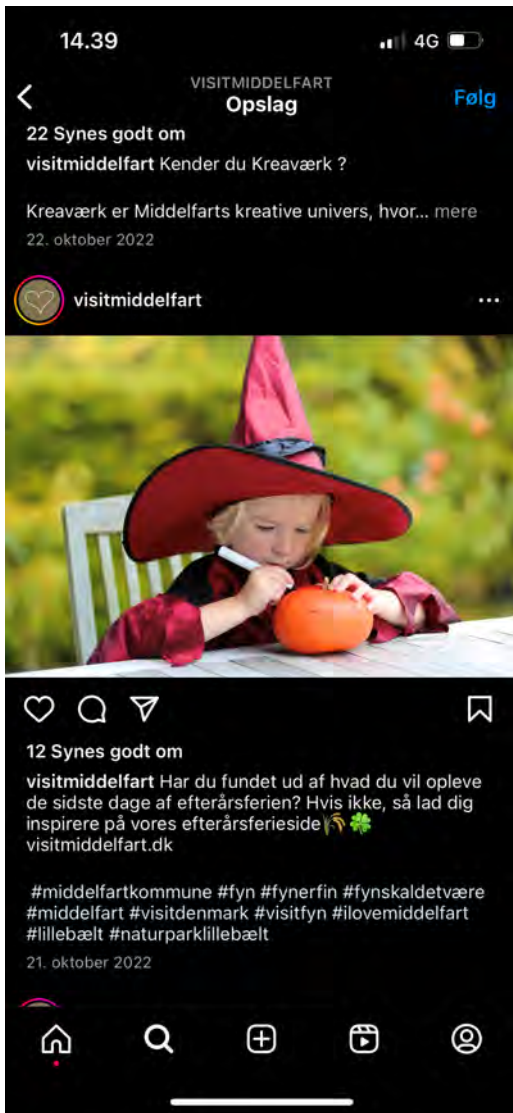 14.39
4G
VISITMIDDELFART
Opslag
Følg
22 Synes godt om
visitmiddelfart Kender du Kreaværk ?
Kreaværk er Middelfarts kreative univers, hvor... mere
22. oktober 2022
visitmiddelfart
12 Synes godt om
visitmiddelfart Har du fundet ud af hvad du vil opleve
de sidste dage af efterårsferien? Hvis ikke, så lad dig
inspirere på vores efterårsferieside🌾🍀
visitmiddelfart.dk
#middelfartkommune #fyn #fynerfin #fynskaldetvære
#middelfart #visitdenmark #visitfyn #ilovemiddelfart
#lillebælt #naturparklillebælt
21. oktober 2022